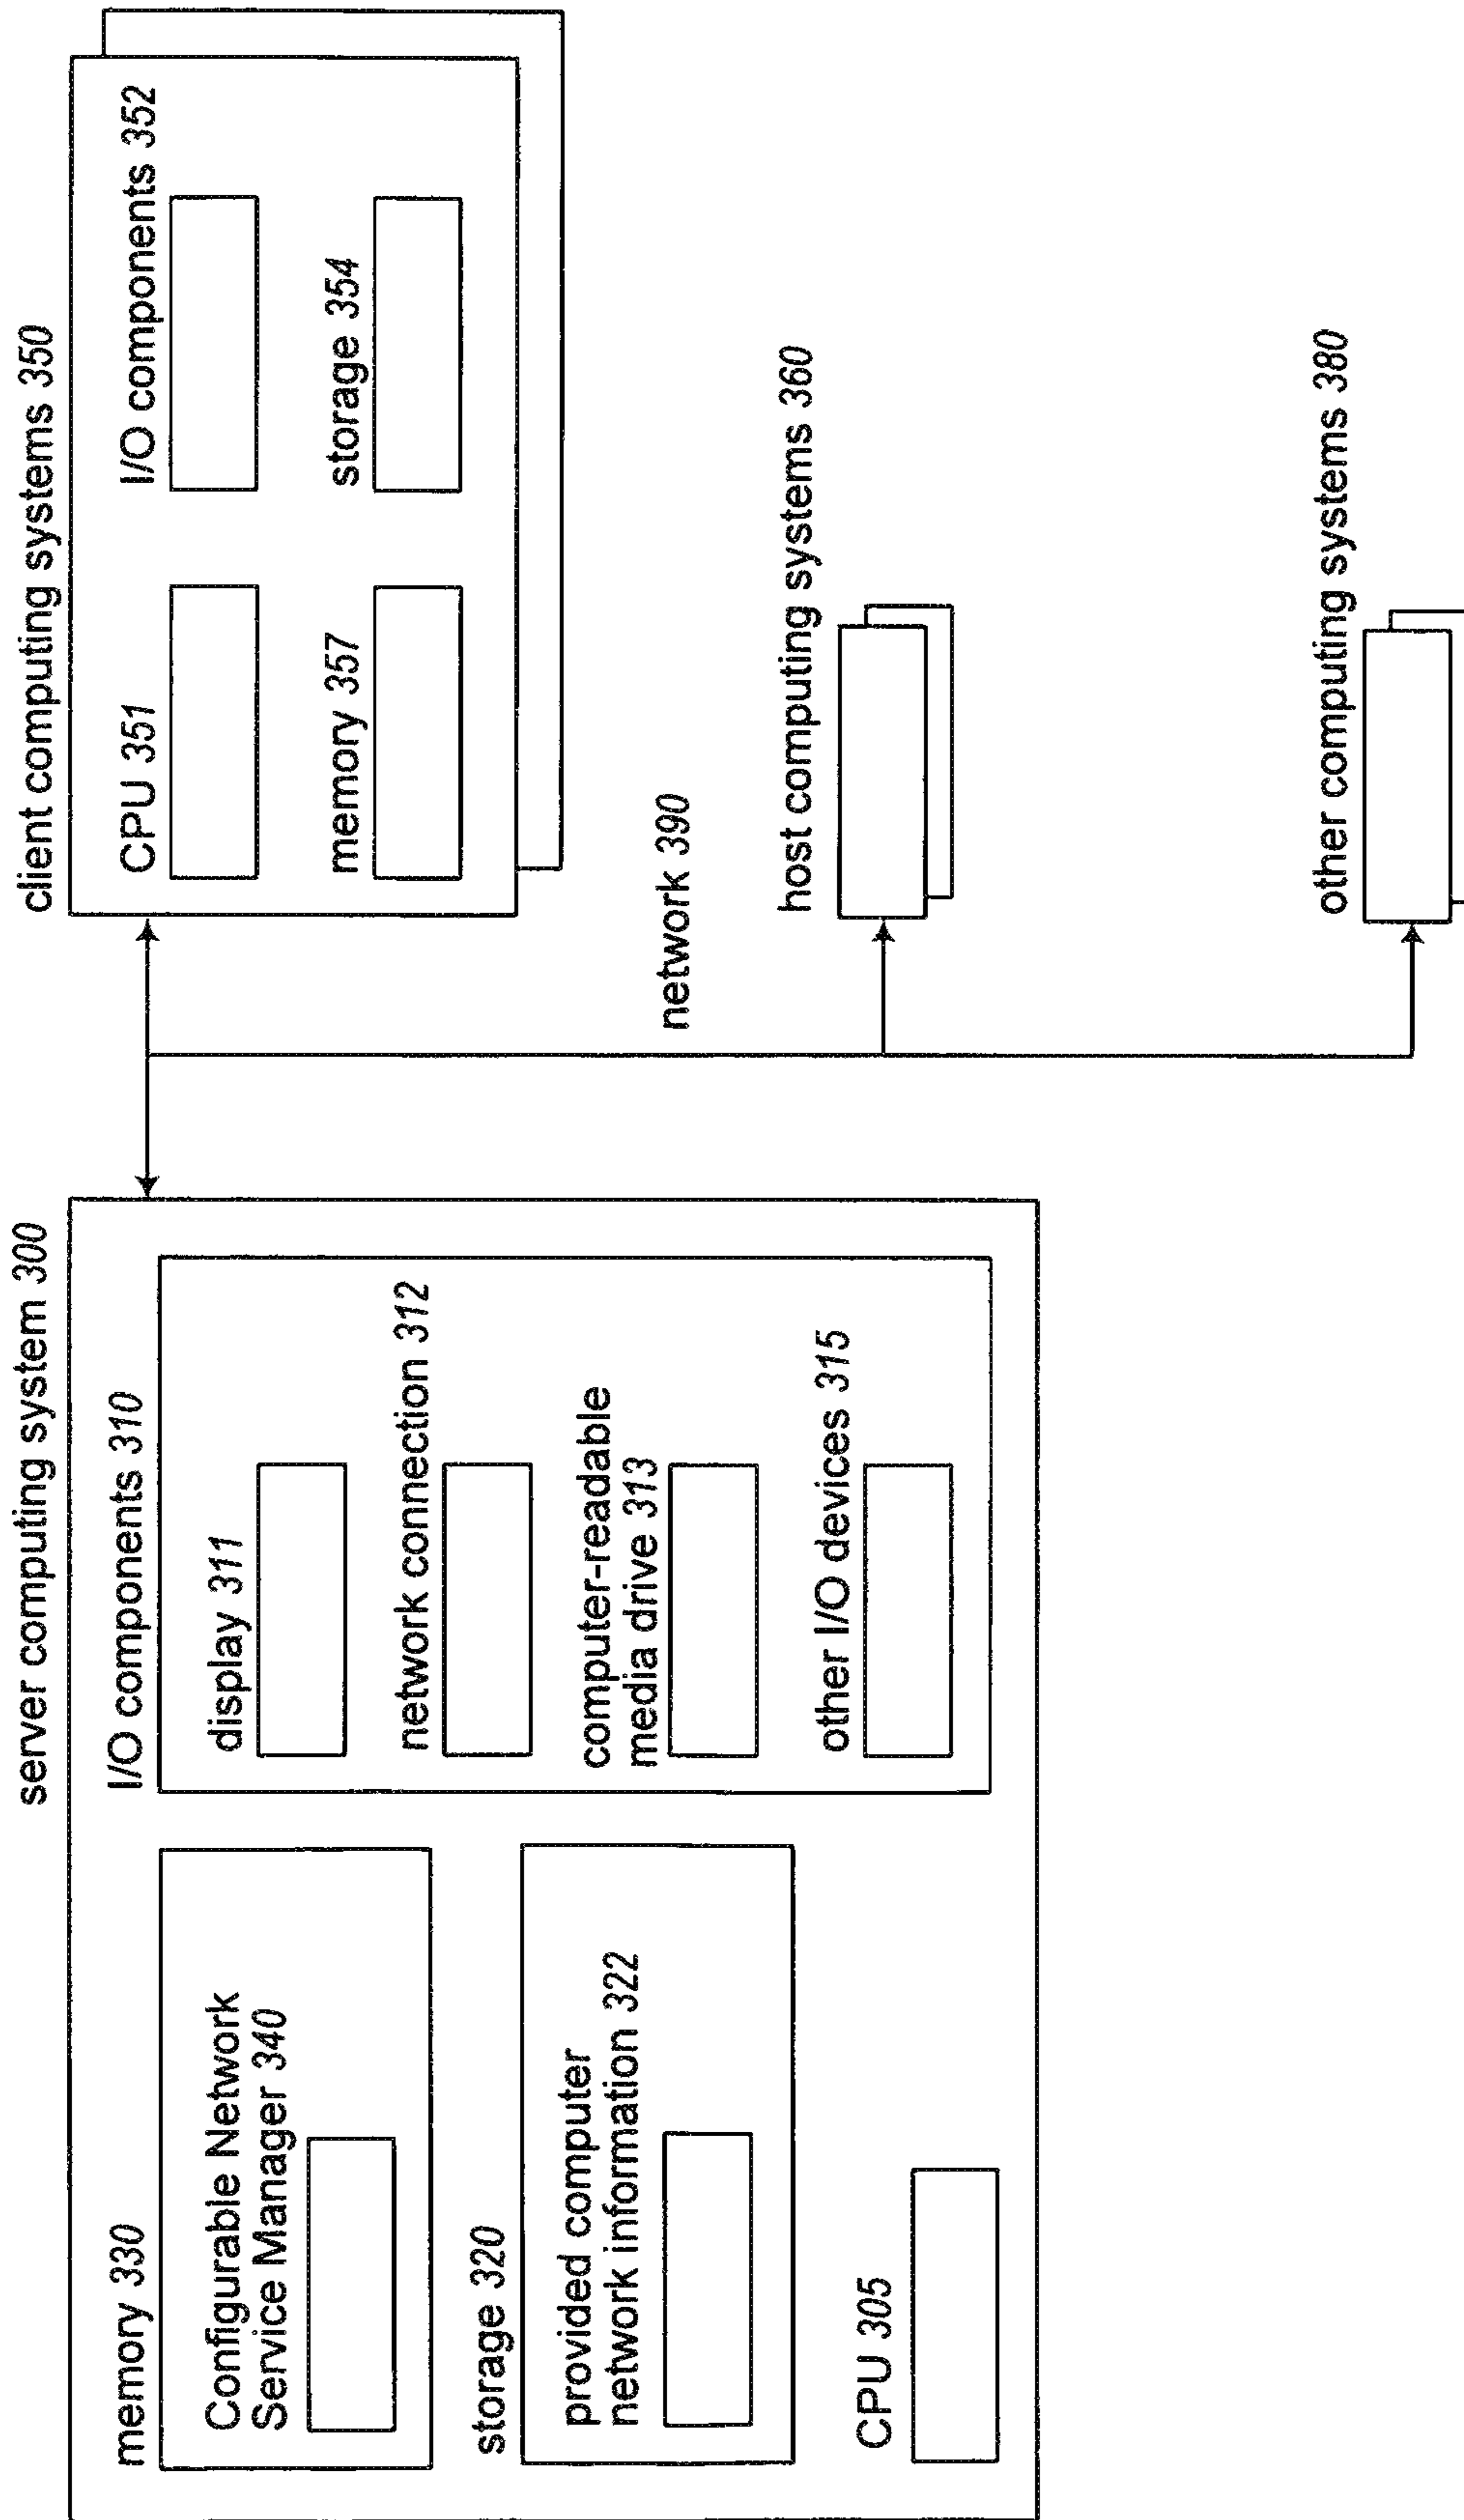 server computing system 300
memory 330
Configurable Network
Service Manager 340
storage 320
provided computer
network information 322
CPU 305
I/O components 310
display 311
network connection 312
computer-readable
media drive 313
other I/O devices 315
network 390
client computing systems 350
CPU 351
I/O components 352
memory 357
storage 354
host computing systems 360
other computing systems 380